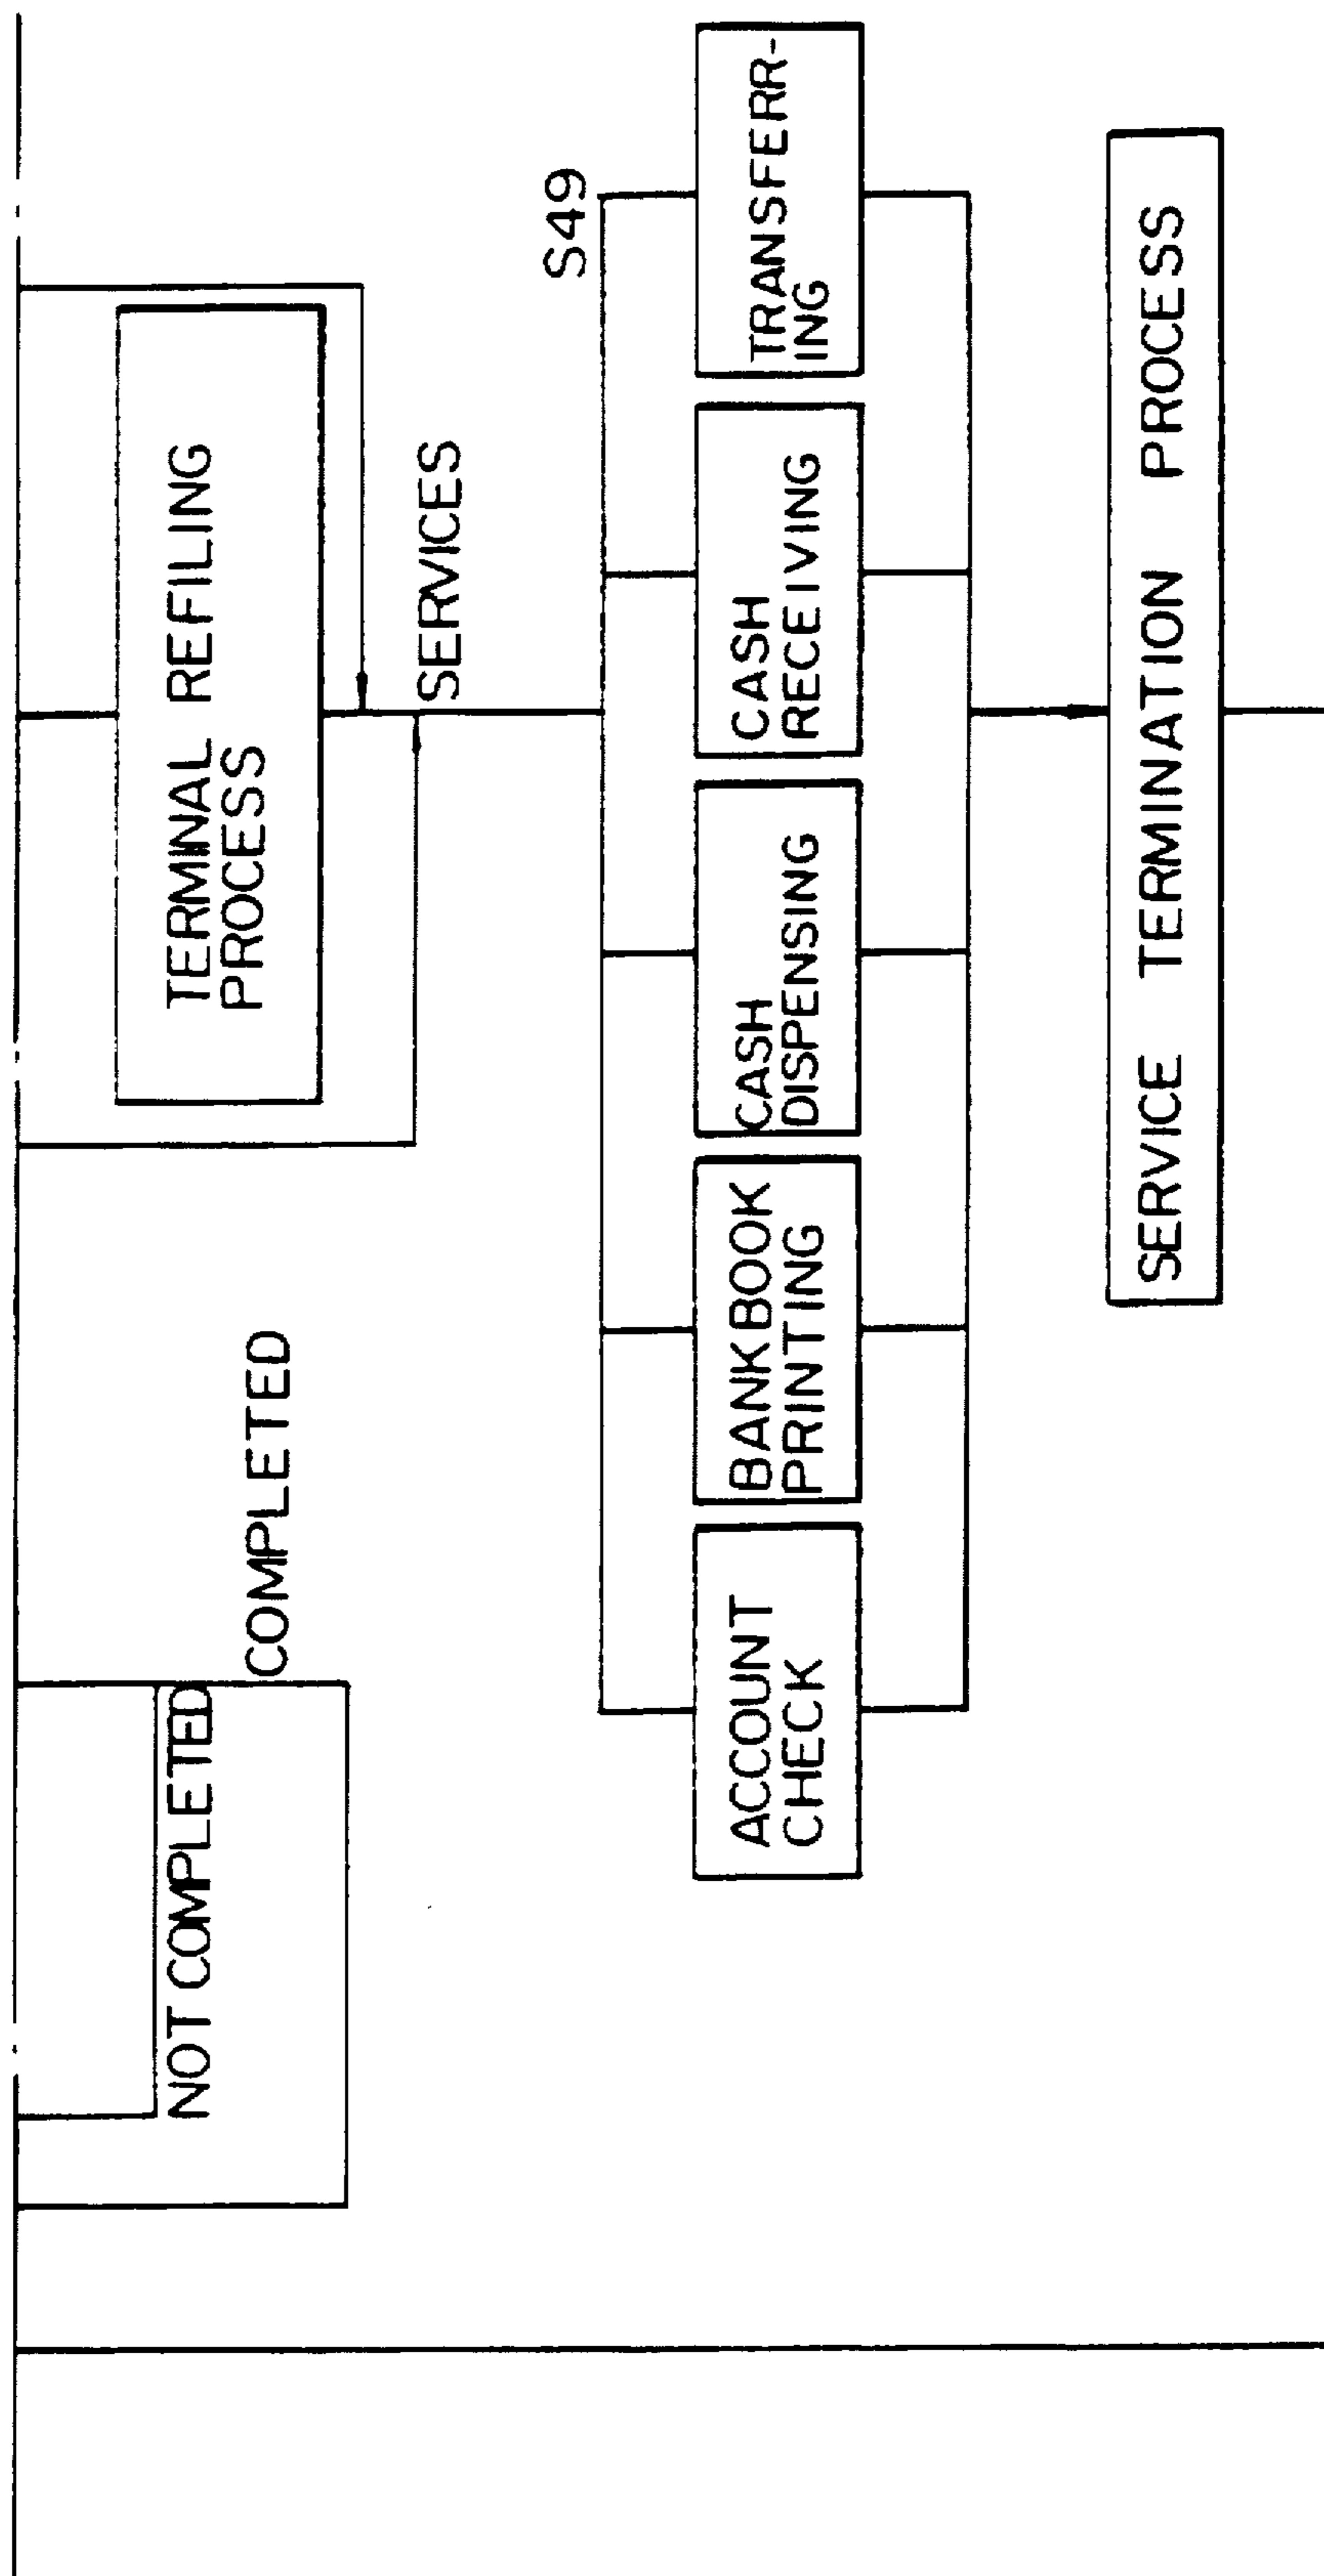 TERMINAL REFILING
PROCESS
NOT COMPLETED
COMPLETED
SERVICES
S49
ACCOUNT
CHECK
BANKBOOK
PRINTING
CASH
DISPENSING
CASH
RECEIVING
TRANSFERR-
ING
SERVICE TERMINATION PROCESS